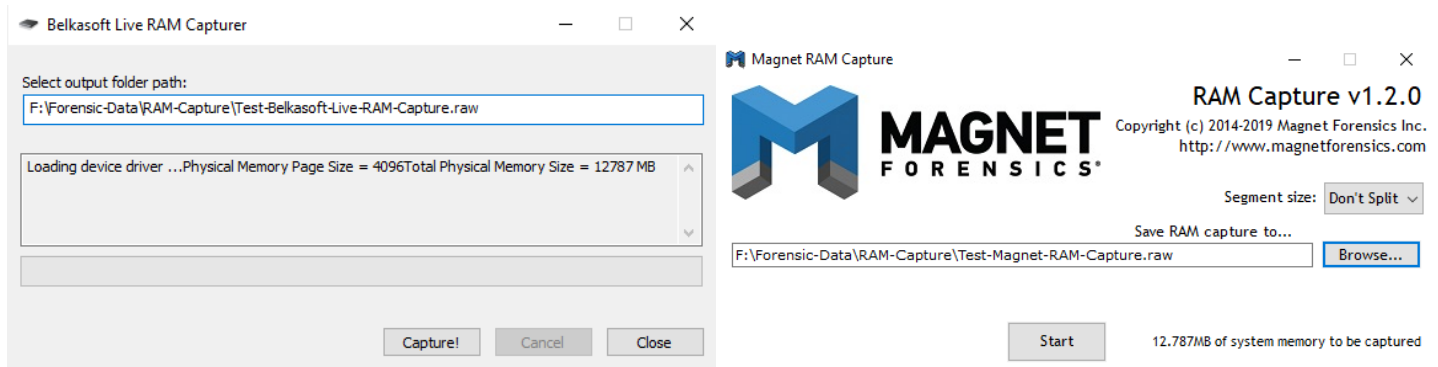 Belkasoft Live RAM Capturer
Select output folder path:
F:\Forensic-Data\RAM-Capture\Test-Belkasoft-Live-RAM-Capture.raw
Loading device driver ...Physical Memory Page Size = 4096Total Physical Memory Size = 12787 MB
Capture!
Cancel
Close
Magnet RAM Capture
MAGNET
FORENSICS®
RAM Capture v1.2.0
Copyright (c) 2014-2019 Magnet Forensics Inc.
http://www.magnetforensics.com
Segment size: Don't Split
Save RAM capture to...
F:\Forensic-Data\RAM-Capture\Test-Magnet-RAM-Capture.raw
Browse...
Start
12.787MB of system memory to be captured